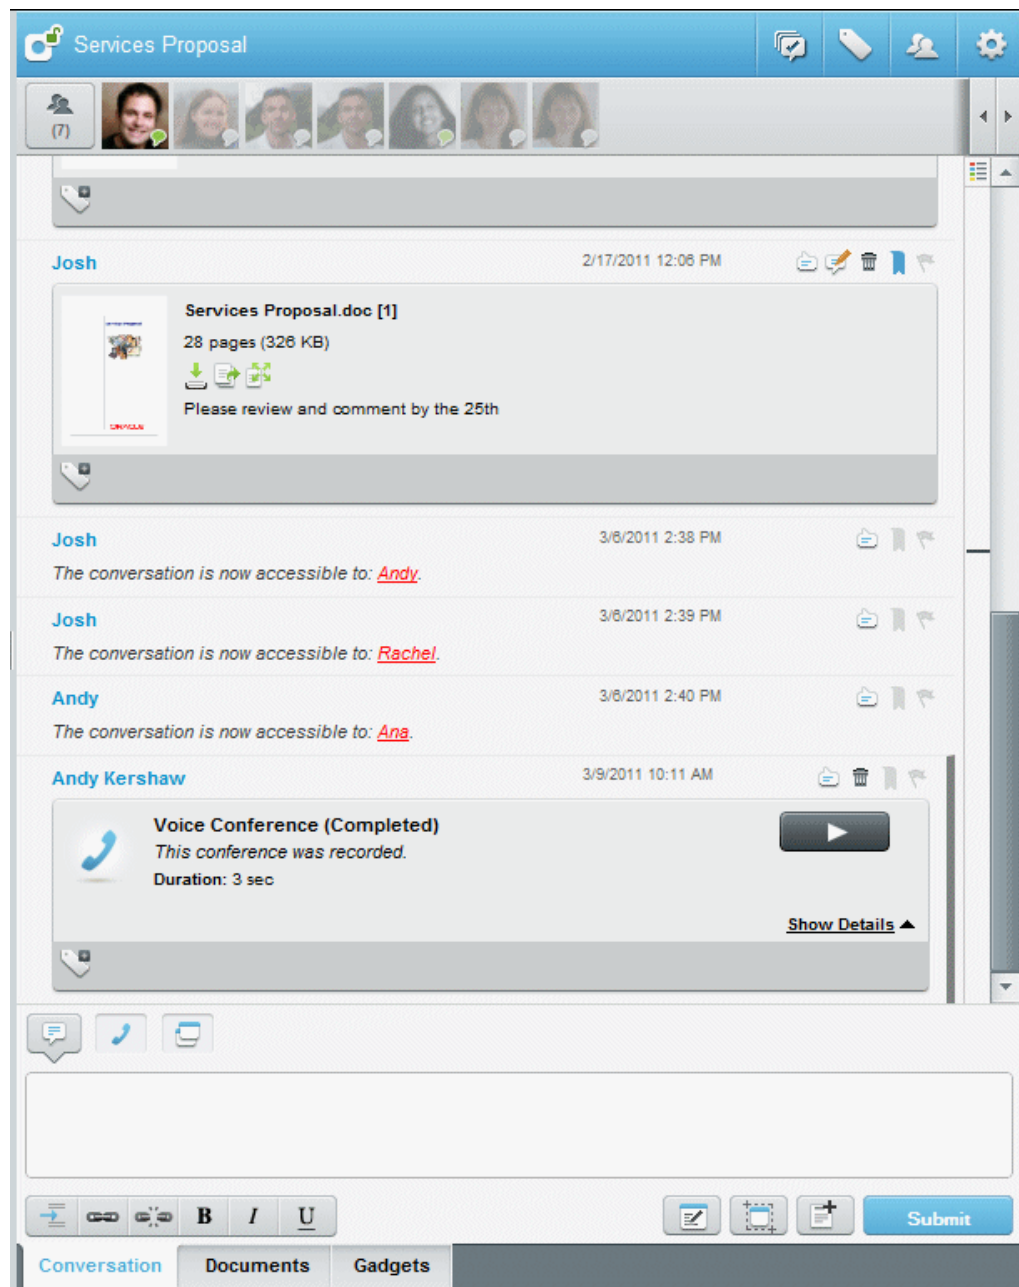 Services Proposal
(7)
Josh
2/17/2011 12:06 PM
Services Proposal.doc [1]
28 pages (326 KB)
Please review and comment by the 25th
ORACLE
Josh
3/6/2011 2:38 PM
The conversation is now accessible to: Andy.
Josh
3/6/2011 2:39 PM
The conversation is now accessible to: Rachel.
Andy
3/6/2011 2:40 PM
The conversation is now accessible to: Ana.
Andy Kershaw
3/9/2011 10:11 AM
Voice Conference (Completed)
This conference was recorded.
Duration: 3 sec
Show Details
B I U
Submit
Conversation Documents Gadgets